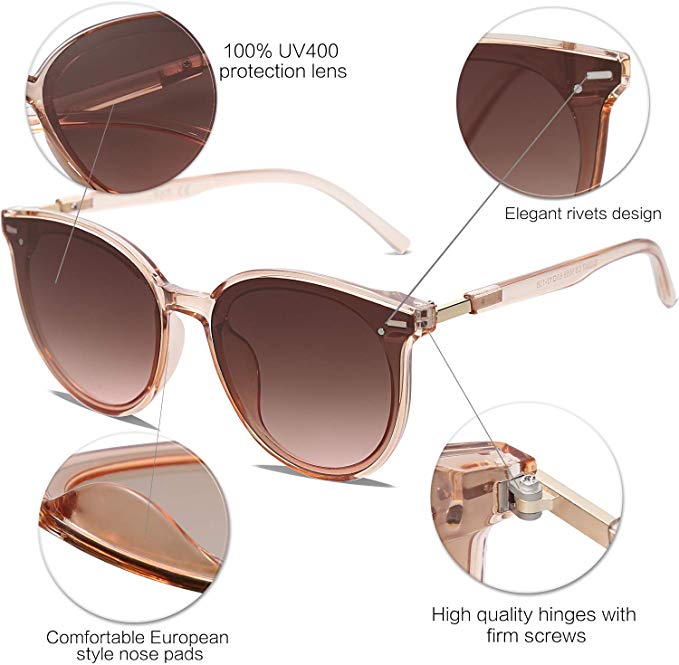 100% UV400
protection lens
Elegant rivets design
Comfortable European
style nose pads
High quality hinges with
firm screws